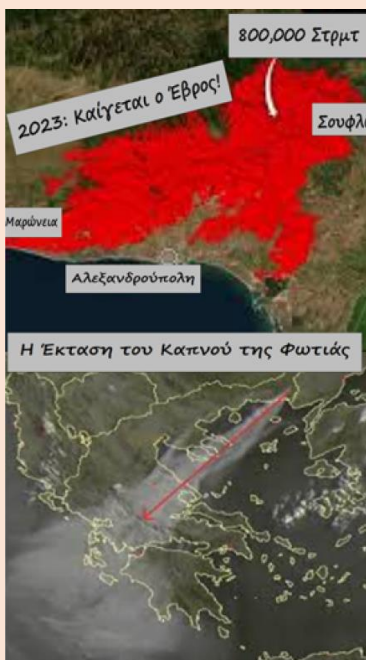 800,000 Στρμτ
2023: Καίγεται ο Έβρος!
Μαρώνεια
Αλεξανδρούπολη
Η Έκταση του Καπνού της Φωτιάς